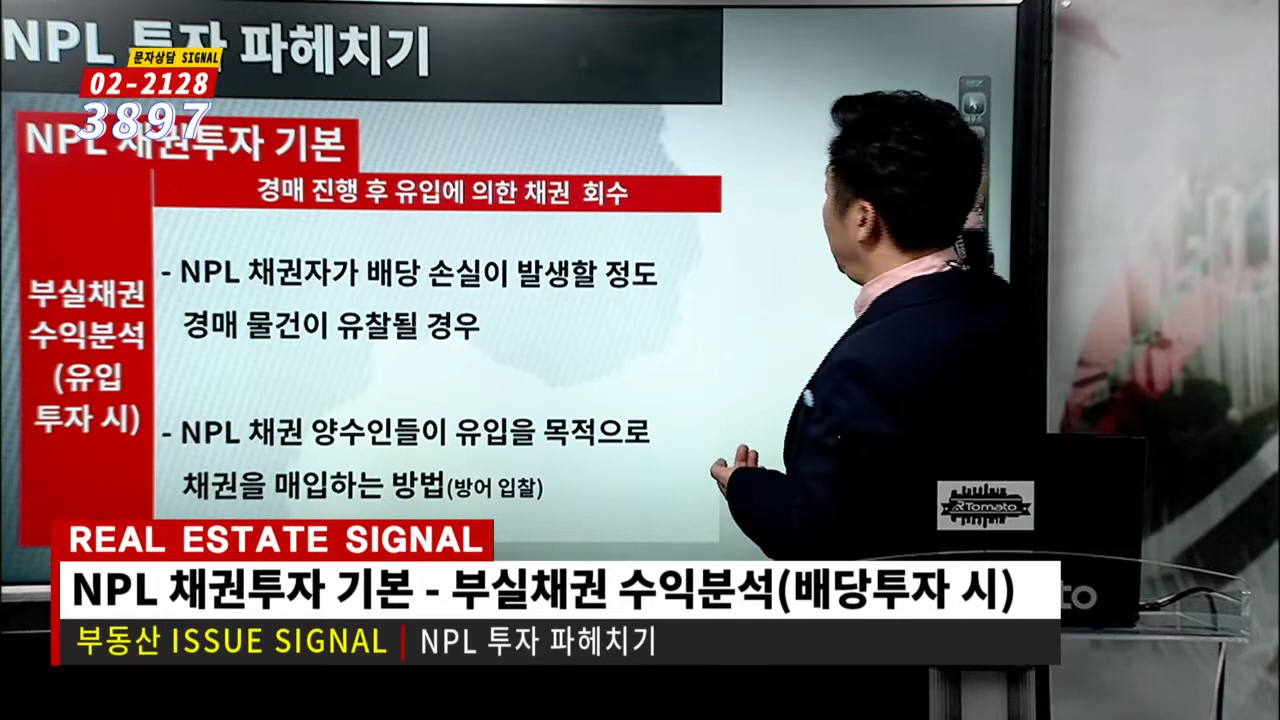 NPL 투자 파헤치기
문자상담 SIGNAL
02-2128
3897
NPL 채권투자 기본
경매 진행 후 유입에 의한 채권 회수
부실채권
수익분석
(유입
투자 시)
- NPL 채권자가 배당 손실이 발생할 정도
경매 물건이 유찰될 경우
- NPL 채권 양수인들이 유입을 목적으로
채권을 매입하는 방법(방어 입찰)
RTomato
to
REAL ESTATE SIGNAL
NPL 채권투자 기본 - 부실채권 수익분석(배당투자 시)
부동산 ISSUE SIGNAL | NPL 투자 파헤치기